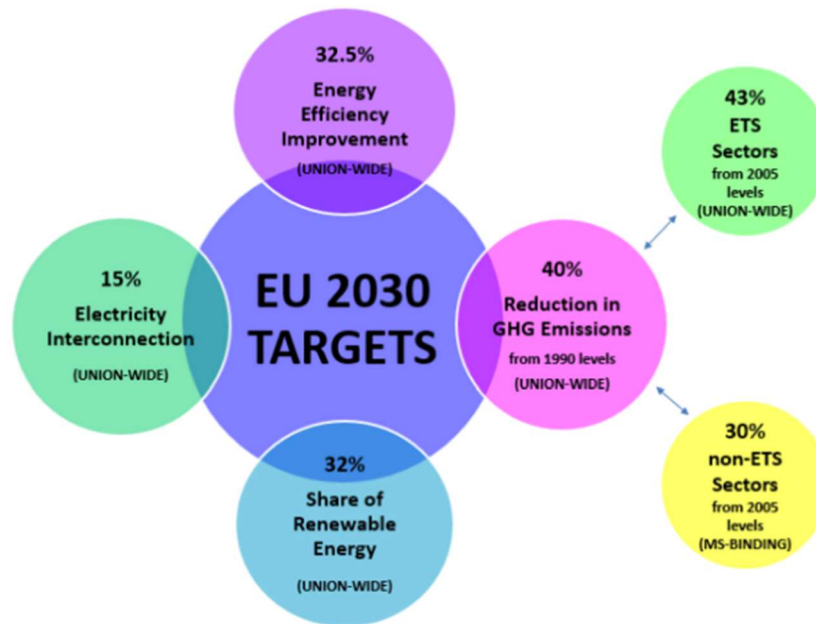 32.5%
Energy
Efficiency
Improvement
(UNION-WIDE)
43%
ETS
Sectors
from 2005
levels
(UNION-WIDE)
15%
Electricity
Interconnection
(UNION-WIDE)
EU 2030
TARGETS
40%
Reduction in
GHG Emissions
from 1990 levels
(UNION-WIDE)
32%
Share of
Renewable
Energy
(UNION-WIDE)
30%
non-ETS
Sectors
from 2005
levels
(MS-BINDING)